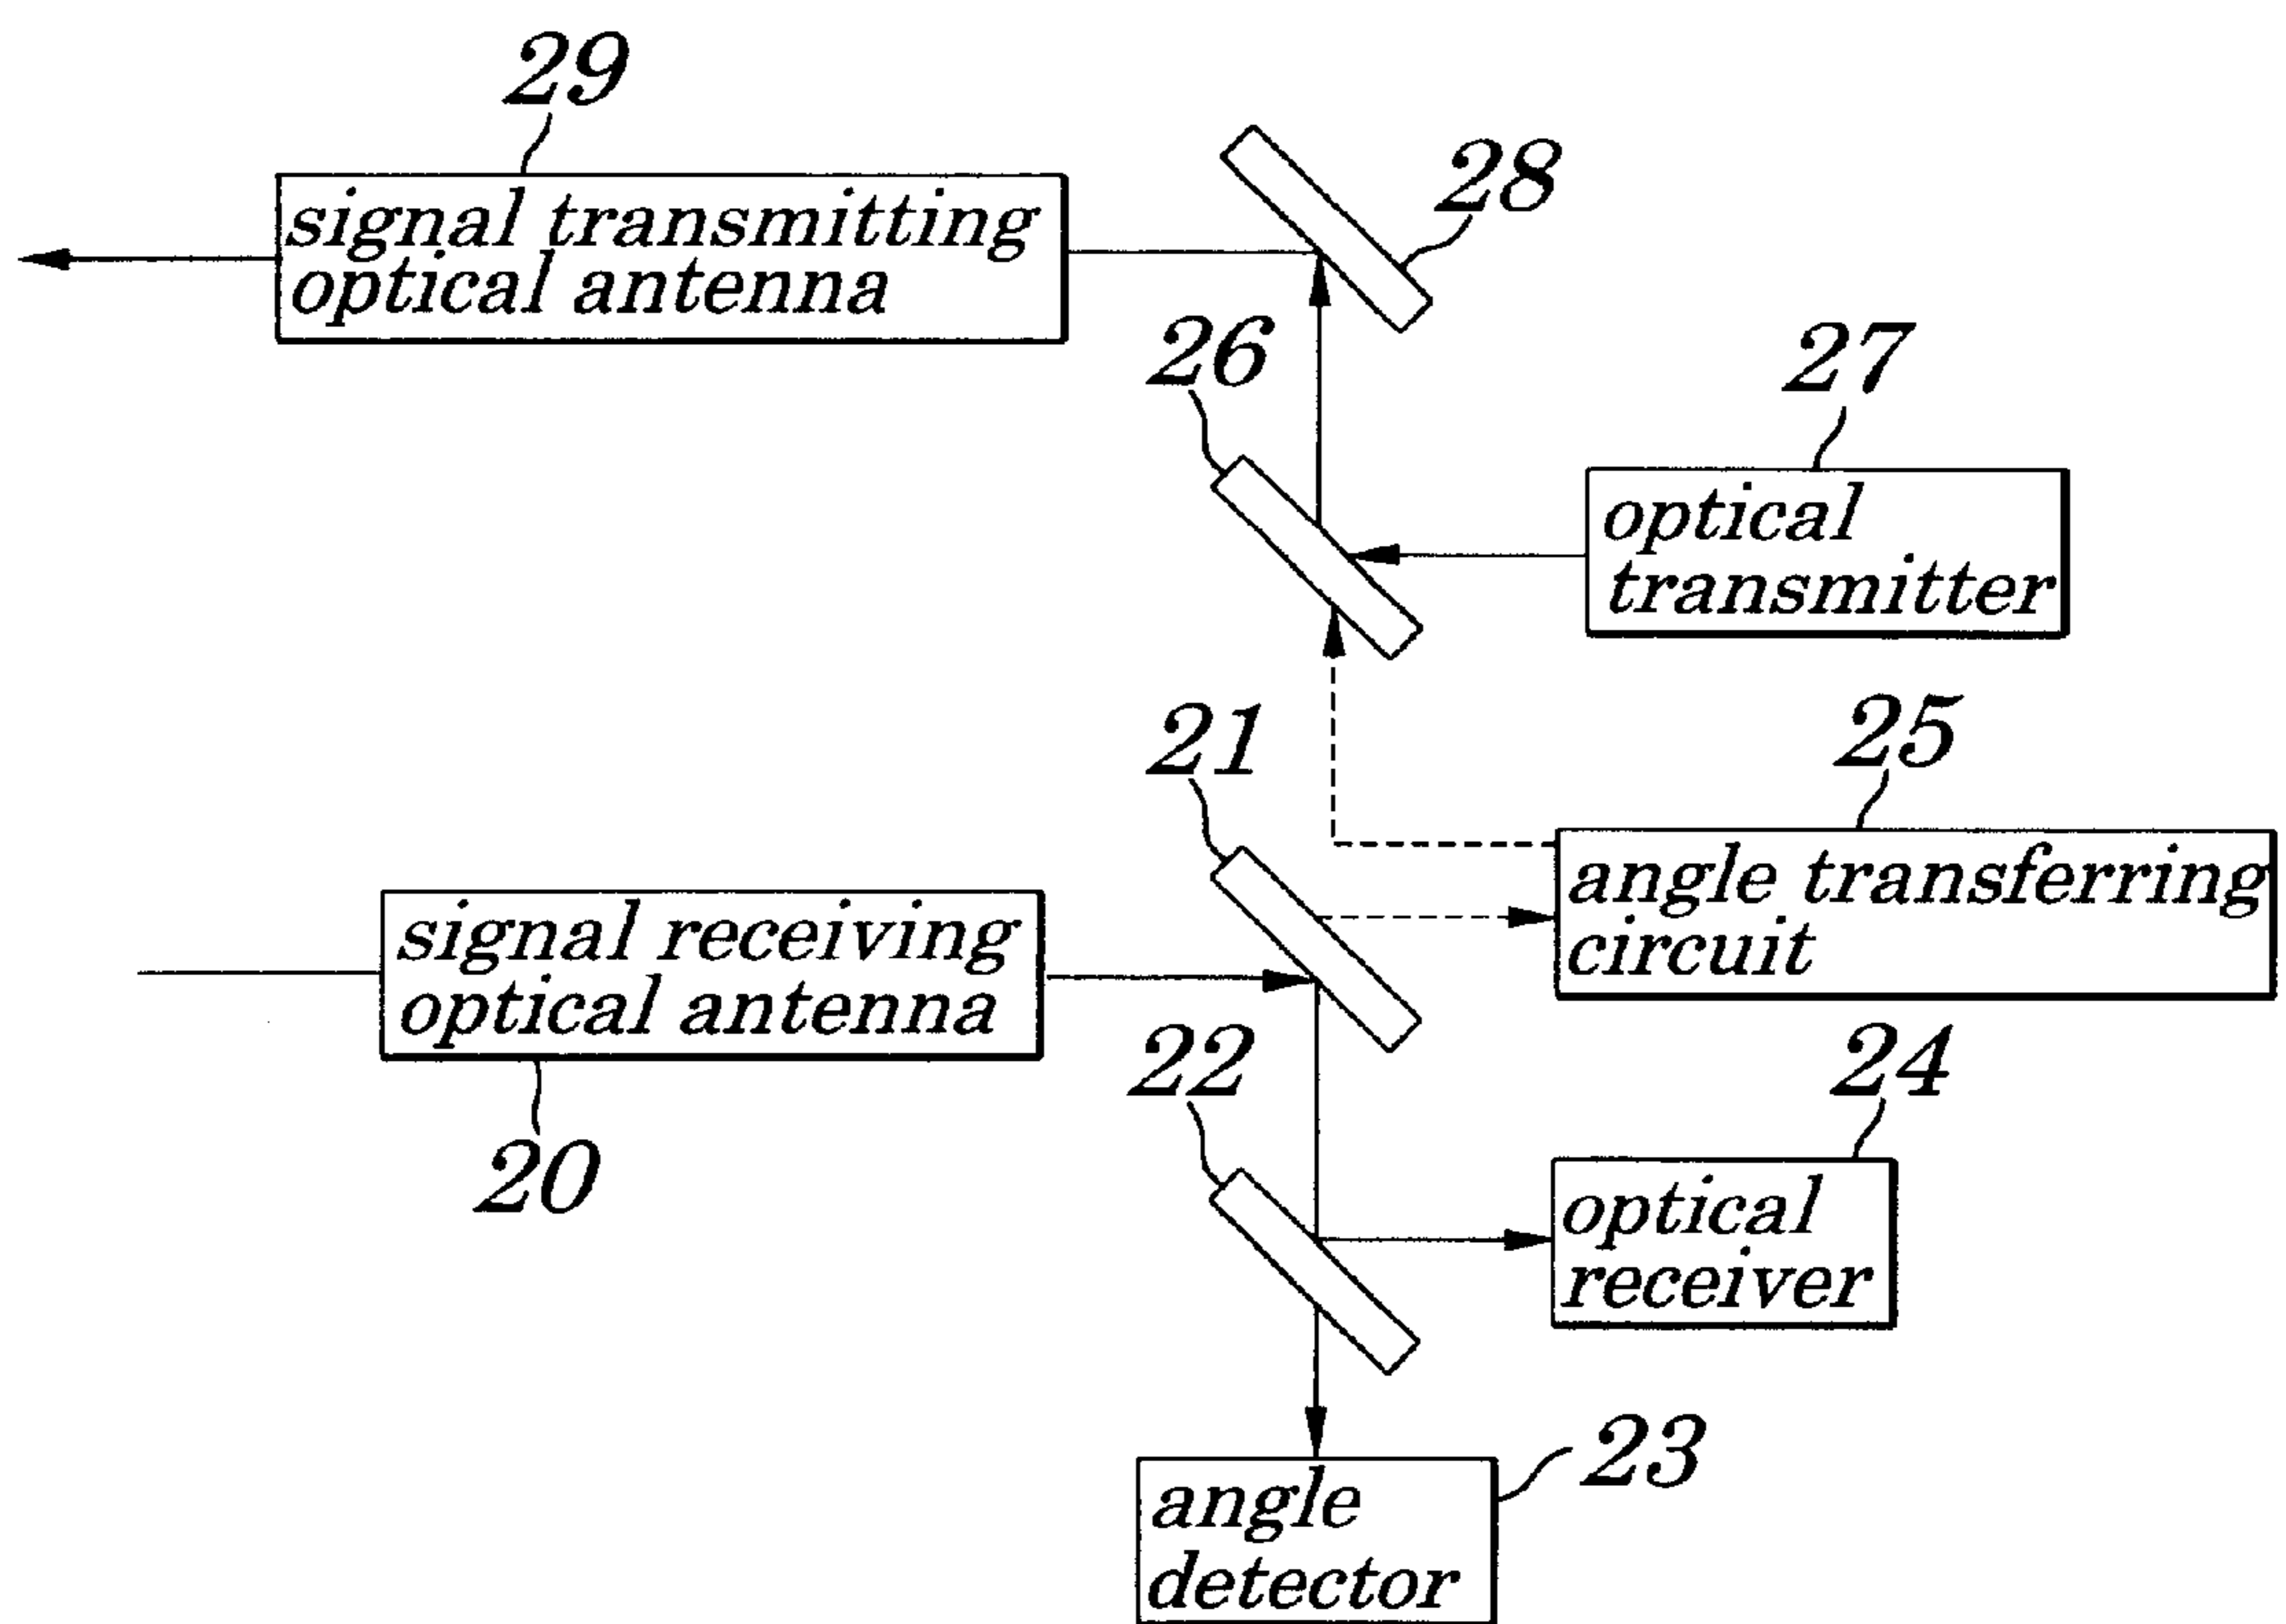 29
signal transmitting
optical antenna
28
26
27
optical
transmitter
21
25
angle transferring
circuit
signal receiving
optical antenna
20
22
24
optical
receiver
23
angle
detector